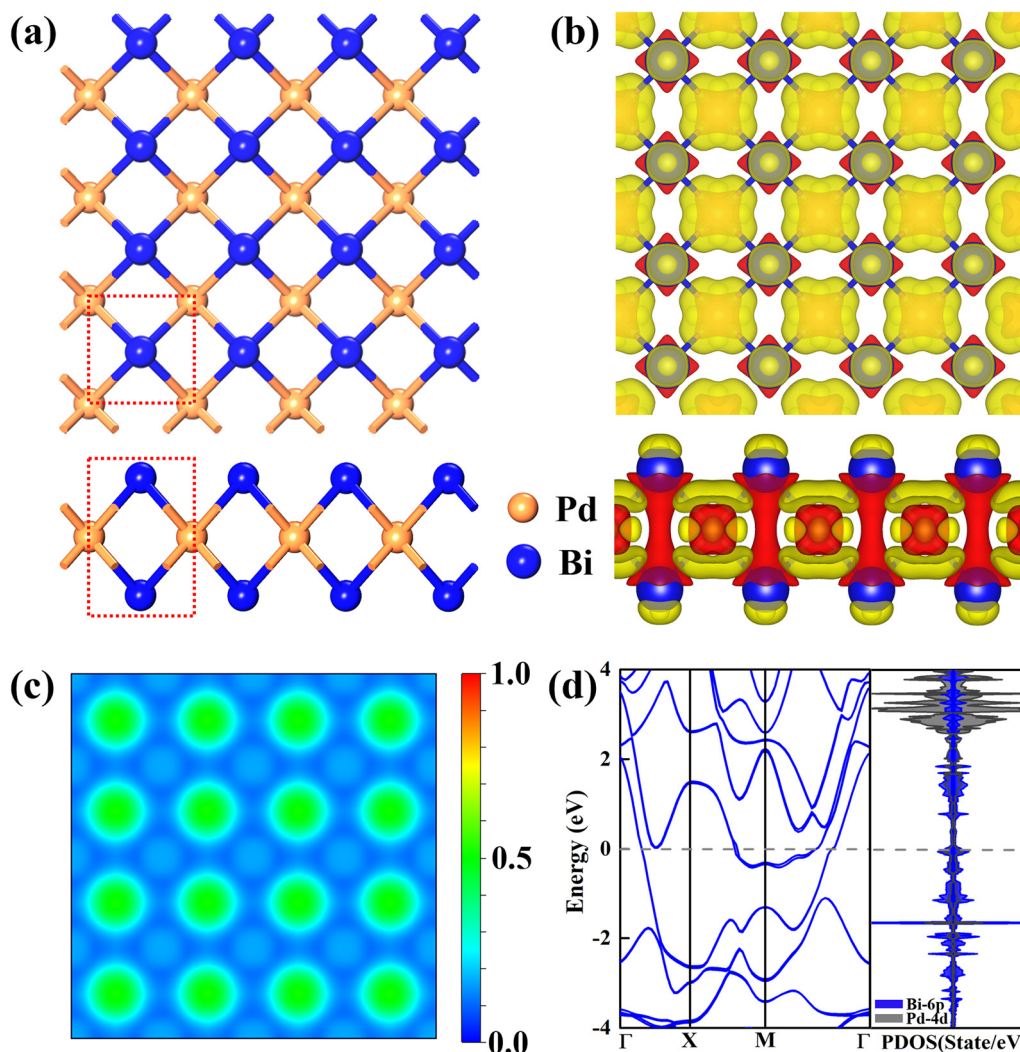 (a)
(b)
Pd
Bi
(c)
1.0
0.5
0.0
(d)
Energy (eV)
4
2
0
-2
-4
Γ X M Γ
Bi-6p
Pd-4d
PDOS(State/eV